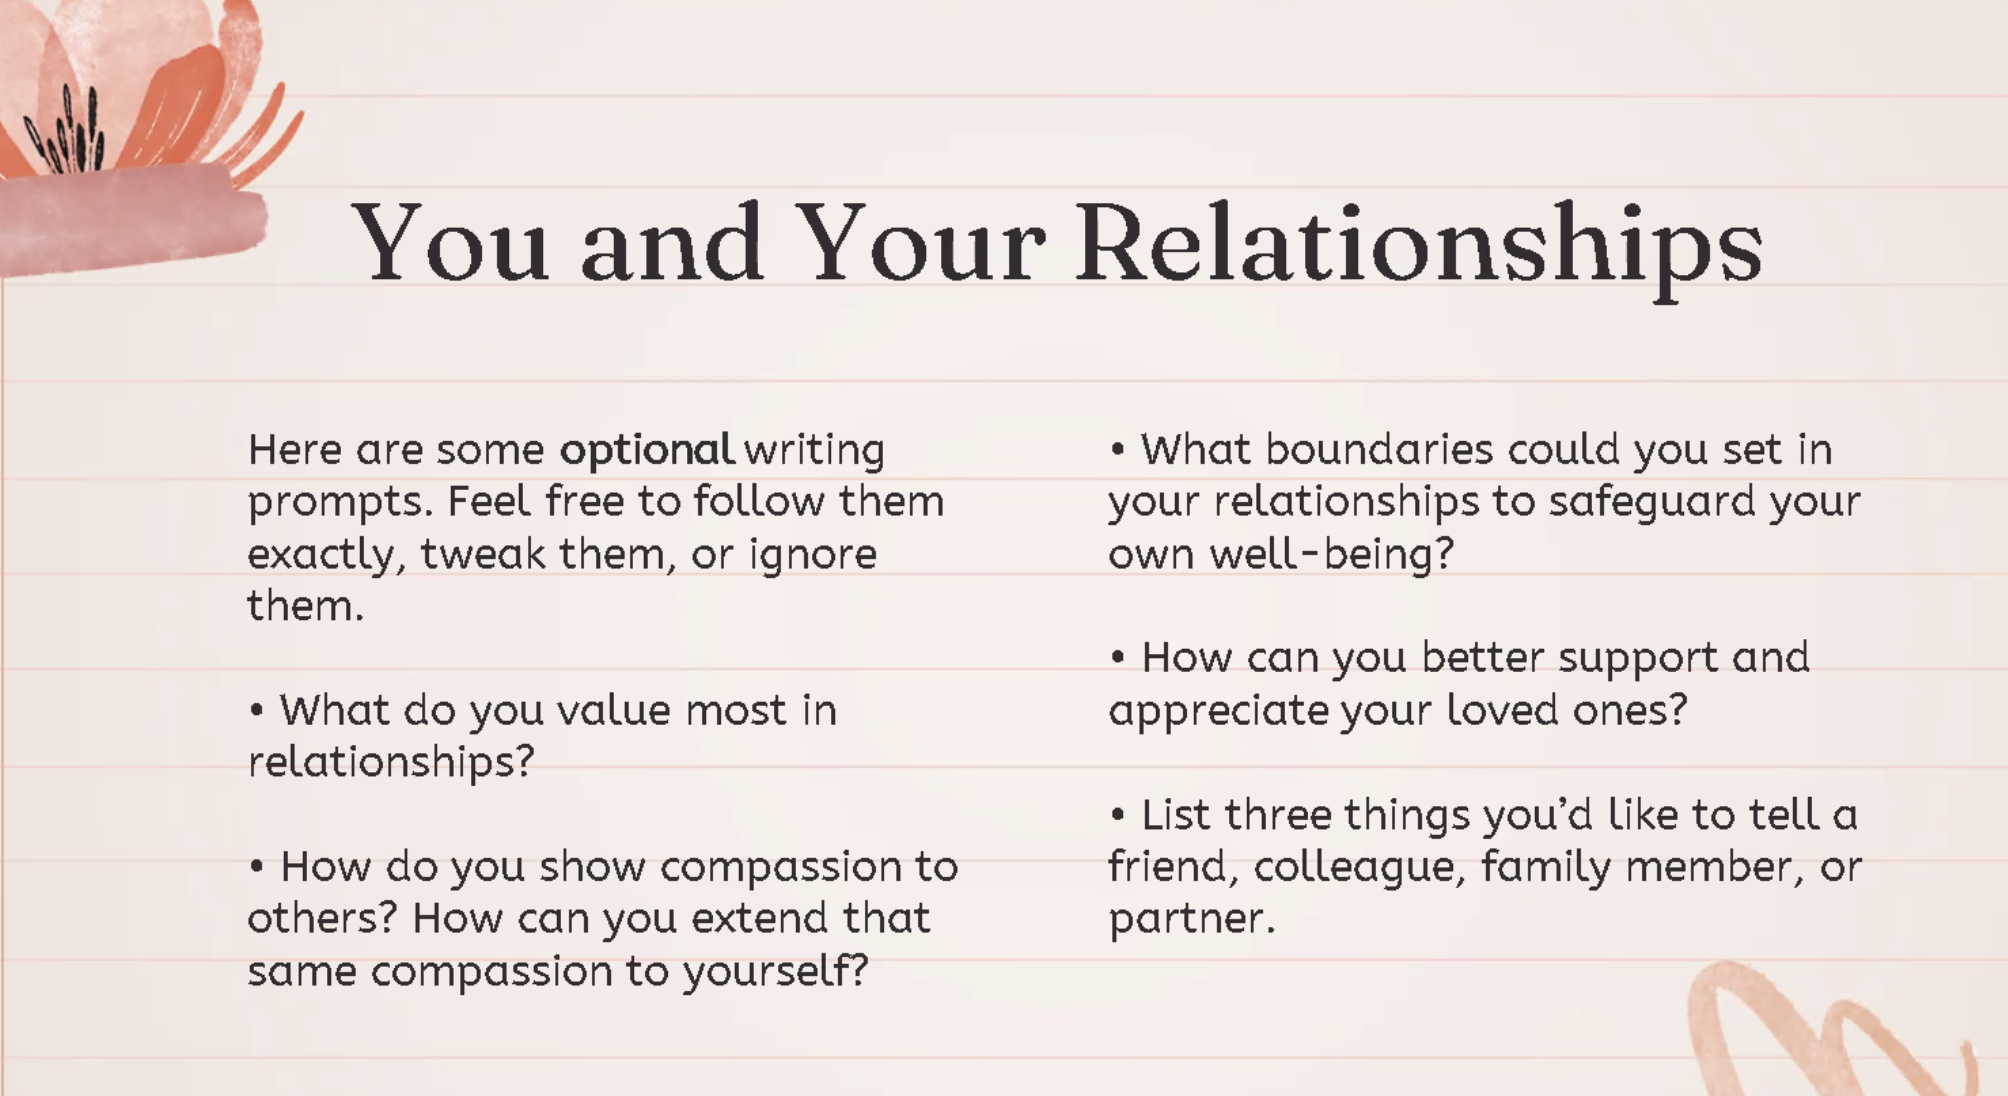 You and Your Relationships
Here are some optional writing
prompts. Feel free to follow them
exactly, tweak them, or ignore
them.
• What do you value most in
relationships?
• How do you show compassion to
others? How can you extend that
same compassion to yourself?
• What boundaries could you set in
your relationships to safeguard your
own well-being?
• How can you better support and
appreciate your loved ones?
• List three things you’d like to tell a
friend, colleague, family member, or
partner.